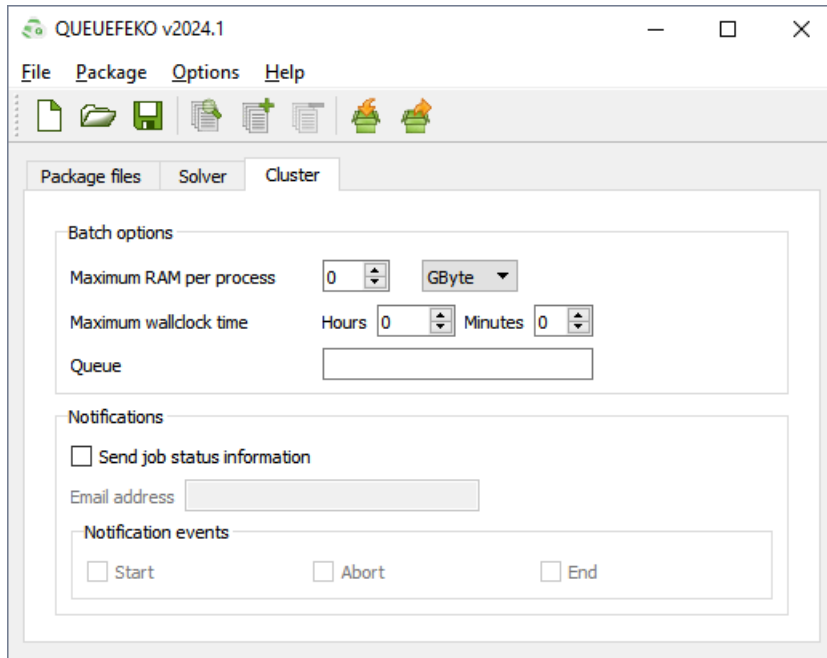 QUEUEFEKO v2024.1
File Package Options Help
Package files Solver Cluster
Batch options
Maximum RAM per process 0 GByte
Maximum wallclock time Hours 0 Minutes 0
Queue
Notifications
Send job status information
Email address
Notification events
Start Abort End